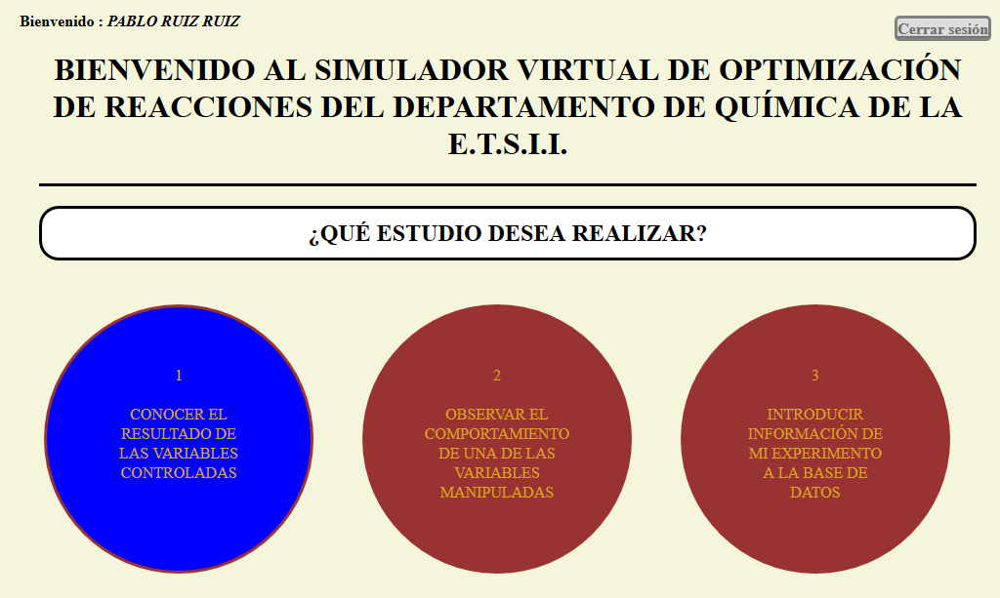 Bienvenido : PABLO RUIZ RUIZ
Cerrar sesión
BIENVENIDO AL SIMULADOR VIRTUAL DE OPTIMIZACIÓN
DE REACCIONES DEL DEPARTAMENTO DE QUÍMICA DE LA
E.T.S.I.I.
¿QUÉ ESTUDIO DESEA REALIZAR?
1
CONOCER EL
RESULTADO DE
LAS VARIABLES
CONTROLADAS
2
OBSERVAR EL
COMPORTAMIENTO
DE UNA DE LAS
VARIABLES
MANIPULADAS
3
INTRODUCIR
INFORMACIÓN DE
MI EXPERIMENTO
A LA BASE DE
DATOS